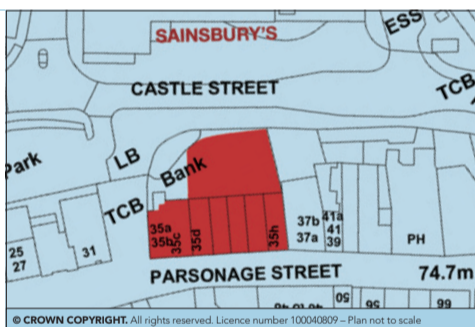 SAINSBURY'S
ESS
CASTLE STREET
TCB
Park
LB
Bank
TCB
35a
35b
35c
35d
35h
37b
37a
41a
41
39
PH
25
27
31
PARSONAGE STREET
74.7m
50
56
66
© CROWN COPYRIGHT. All rights reserved. Licence number 100040809 – Plan not to scale